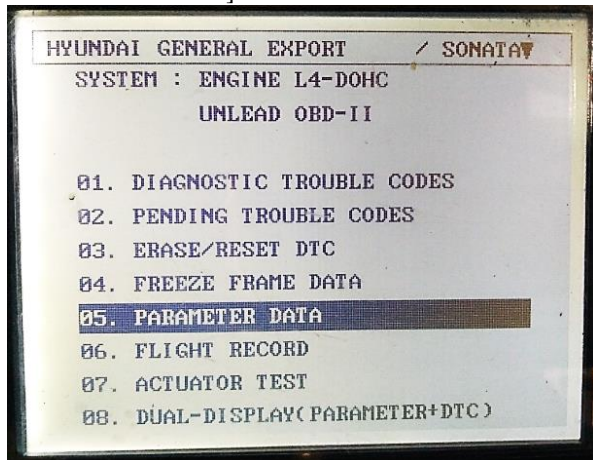 HYUNDAI GENERAL EXPORT / SONATA▼
SYSTEM : ENGINE L4-DOHC
UNLEAD OBD-II
01. DIAGNOSTIC TROUBLE CODES
02. PENDING TROUBLE CODES
03. ERASE/RESET DTC
04. FREEZE FRAME DATA
05. PARAMETER DATA
06. FLIGHT RECORD
07. ACTUATOR TEST
08. DUAL-DISPLAY(PARAMETER+DTC)